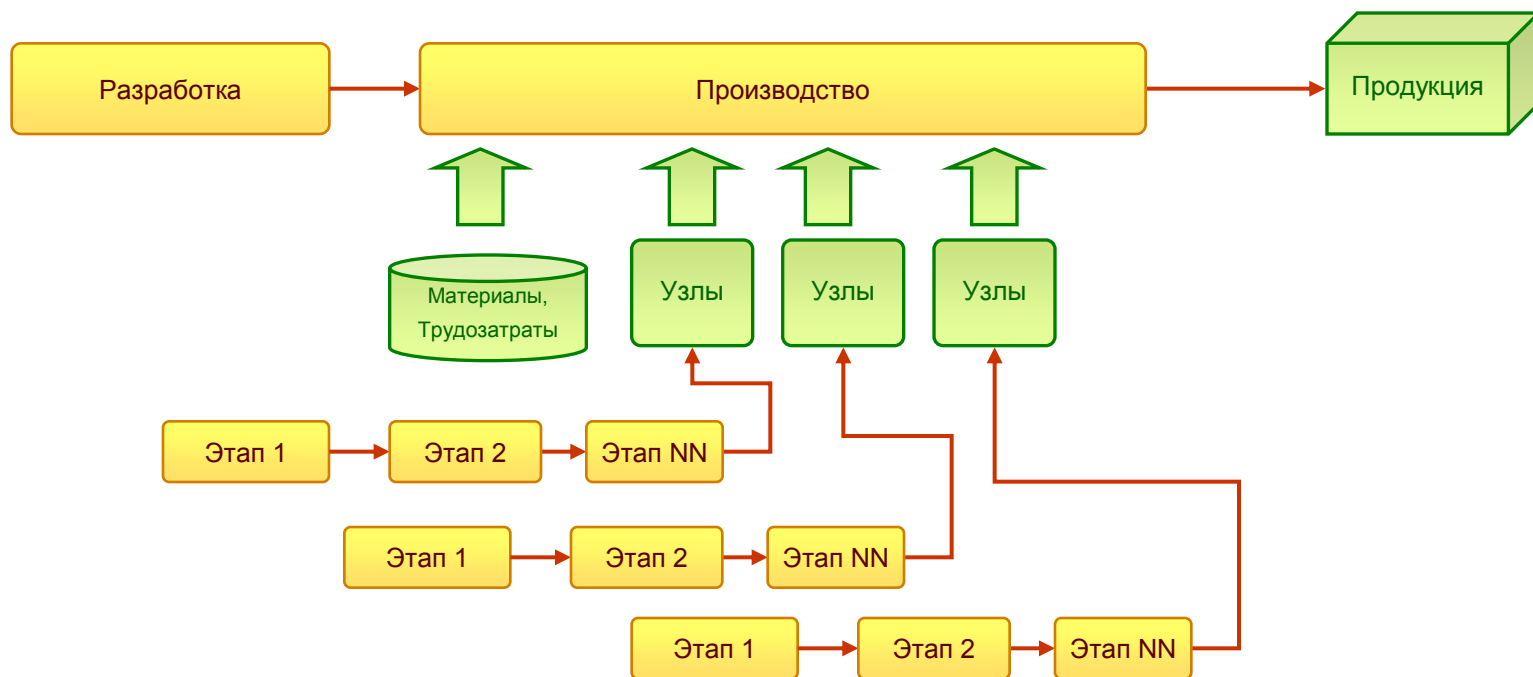 Разработка
Производство
Продукция
Материалы,
Трудозатраты
Узлы
Узлы
Узлы
Этап 1
Этап 2
Этап NN
Этап 1
Этап 2
Этап NN
Этап 1
Этап 2
Этап NN